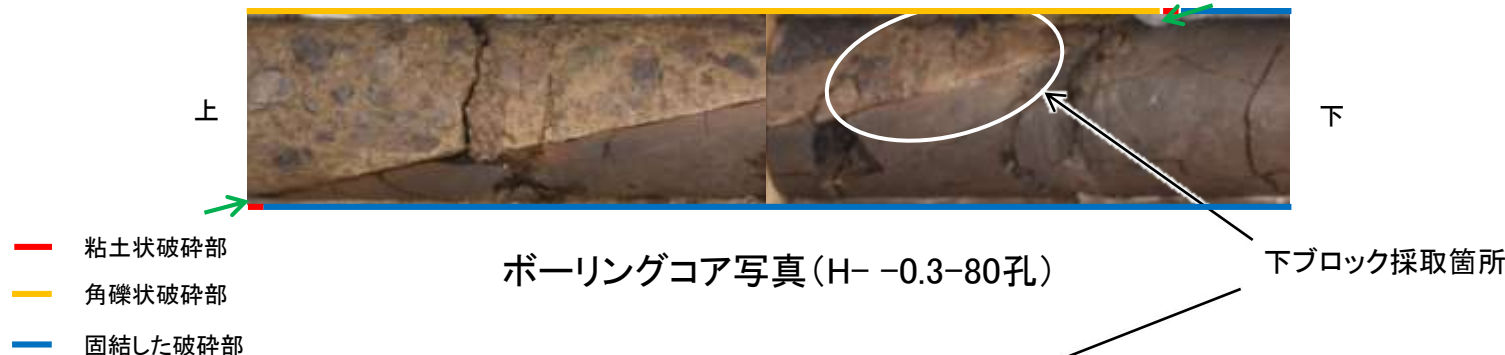 上
下
粘土状破砕部
角礫状破砕部
固結した破砕部
ボーリングコア写真(H- -0.3-80孔)
下ブロック採取箇所